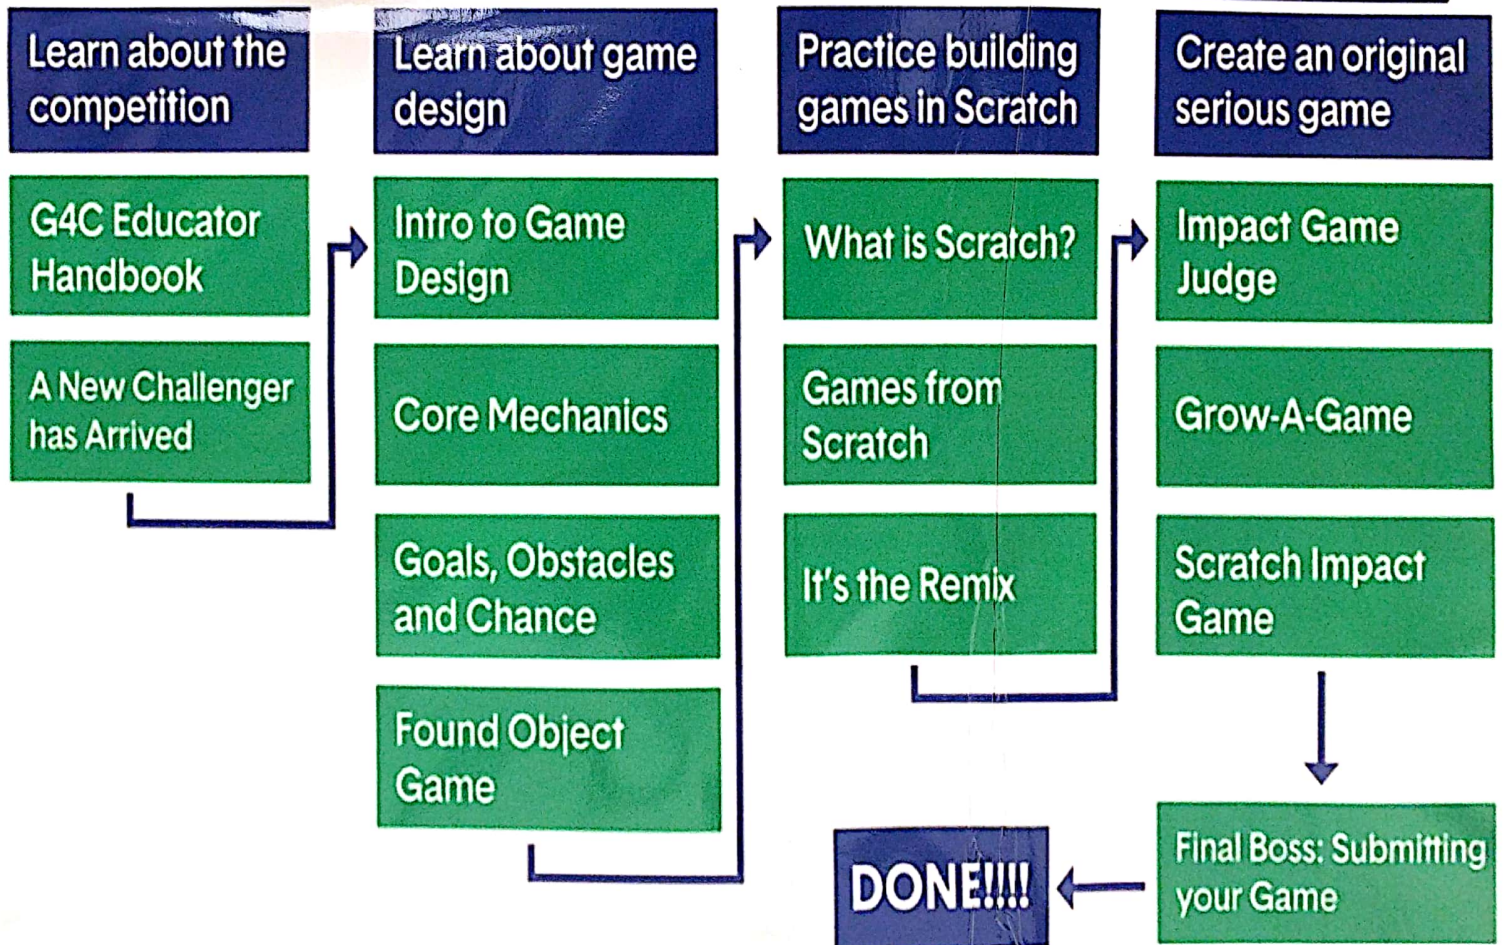 Learn about the
competition
G4C Educator
Handbook
A New Challenger
has Arrived
Learn about game
design
Intro to Game
Design
Core Mechanics
Goals, Obstacles
and Chance
Found Object
Game
Practice building
games in Scratch
What is Scratch?
Games from
Scratch
It's the Remix
Create an original
serious game
Impact Game
Judge
Grow-A-Game
Scratch Impact
Game
Final Boss: Submitting
your Game
DONE!!!!